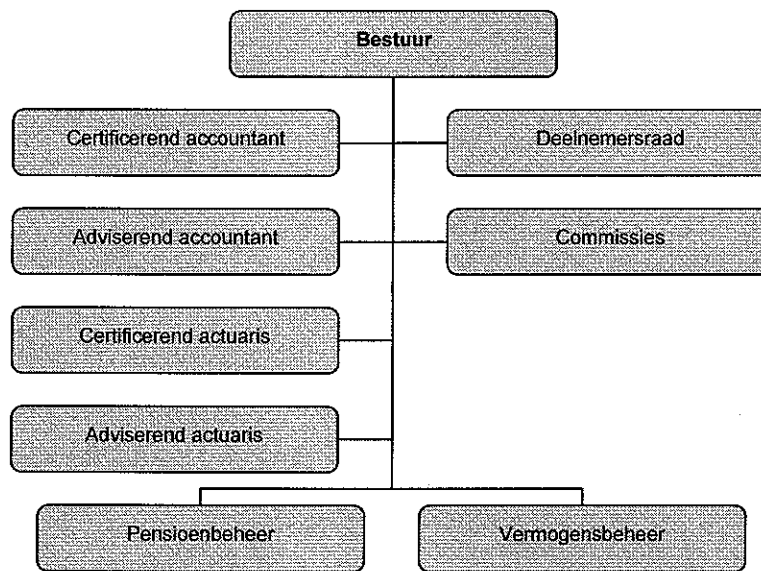 Bestuur
Certificerend accountant
Deelnemersraad
Adviserend accountant
Commissies
Certificerend actuaris
Adviserend actuaris
Pensioenbeheer
Vermogensbeheer